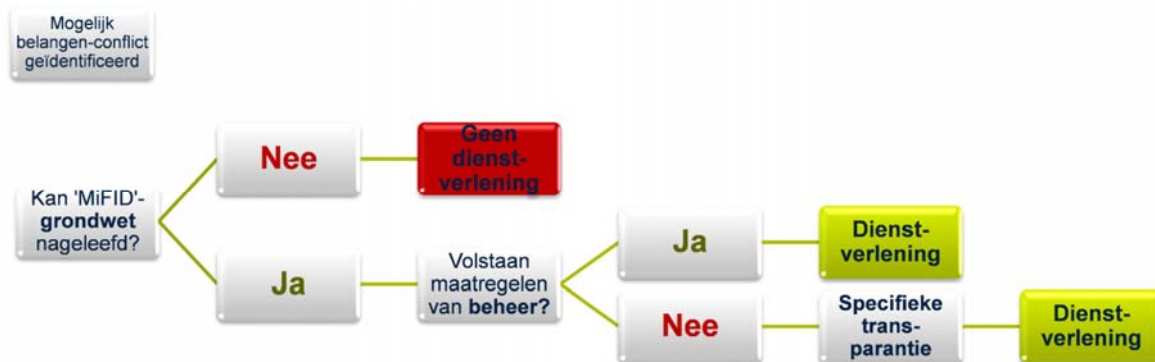 Mogelijk
belangen-conflict
geïdentificeerd
Kan 'MiFID'-
grondwet
nageleefd?
Nee
Geen
dienst-
verlening
Ja
Volstaan
maatregelen
van beheer?
Ja
Dienst-
verlening
Nee
Specifieke
trans-
parantie
Dienst-
verlening